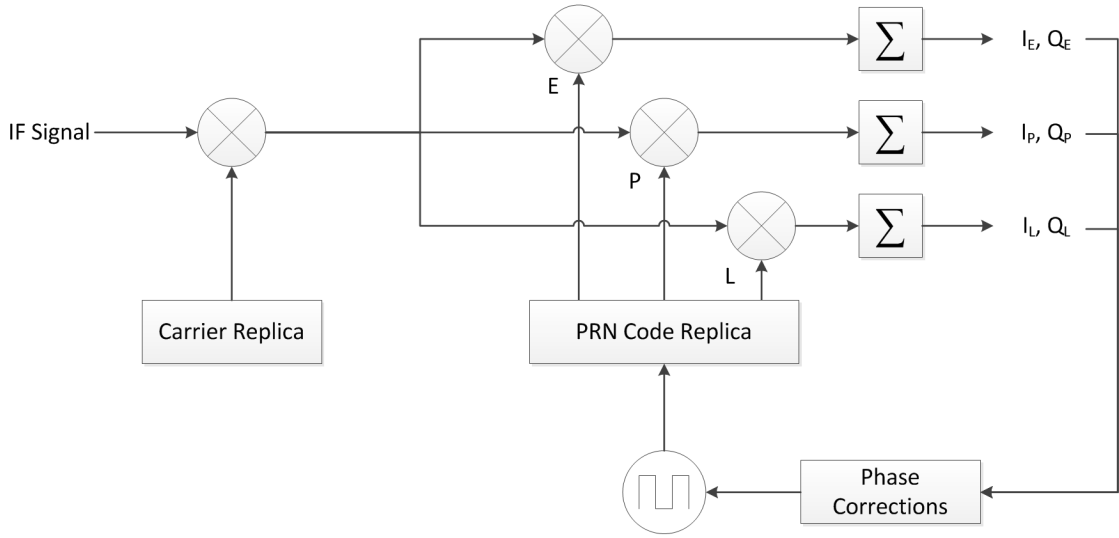 E
Σ
I_E, Q_E
IF Signal
P
Σ
I_P, Q_P
L
Σ
I_L, Q_L
Carrier Replica
PRN Code Replica
Phase
Corrections